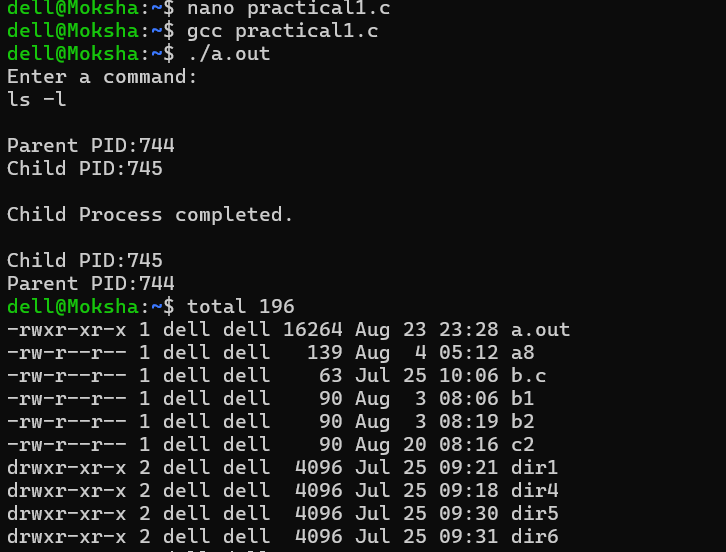 dell@Moksha:~$ nano practical1.c
dell@Moksha:~$ gcc practical1.c
dell@Moksha:~$ ./a.out
Enter a command:
ls -l
Parent PID:744
Child PID:745
Child Process completed.
Child PID:745
Parent PID:744
dell@Moksha:~$ total 196
-rwxr-xr-x 1 dell dell 16264 Aug 23 23:28 a.out
-rw-r--r-- 1 dell dell   139 Aug  4 05:12 a8
-rw-r--r-- 1 dell dell    63 Jul 25 10:06 b.c
-rw-r--r-- 1 dell dell    90 Aug  3 08:06 b1
-rw-r--r-- 1 dell dell    90 Aug  3 08:19 b2
-rw-r--r-- 1 dell dell    90 Aug 20 08:16 c2
drwxr-xr-x 2 dell dell  4096 Jul 25 09:21 dir1
drwxr-xr-x 2 dell dell  4096 Jul 25 09:18 dir4
drwxr-xr-x 2 dell dell  4096 Jul 25 09:30 dir5
drwxr-xr-x 2 dell dell  4096 Jul 25 09:31 dir6